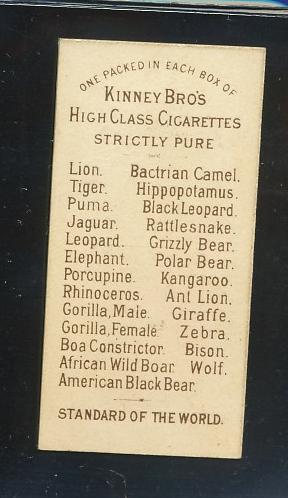 ONE PACKED IN EACH BOX OF
KINNEY BRO'S
HIGH CLASS CIGARETTES
STRICTLY PURE
Lion. Bactrian Camel.
Tiger. Hippopotamus.
Puma. Black Leopard.
Jaguar. Rattlesnake.
Leopard. Grizzly Bear.
Elephant. Polar Bear.
Porcupine. Kangaroo.
Rhinoceros. Ant Lion.
Gorilla, Male. Giraffe.
Gorilla, Female. Zebra.
Boa Constrictor. Bison.
African Wild Boar. Wolf.
American Black Bear.
STANDARD OF THE WORLD.